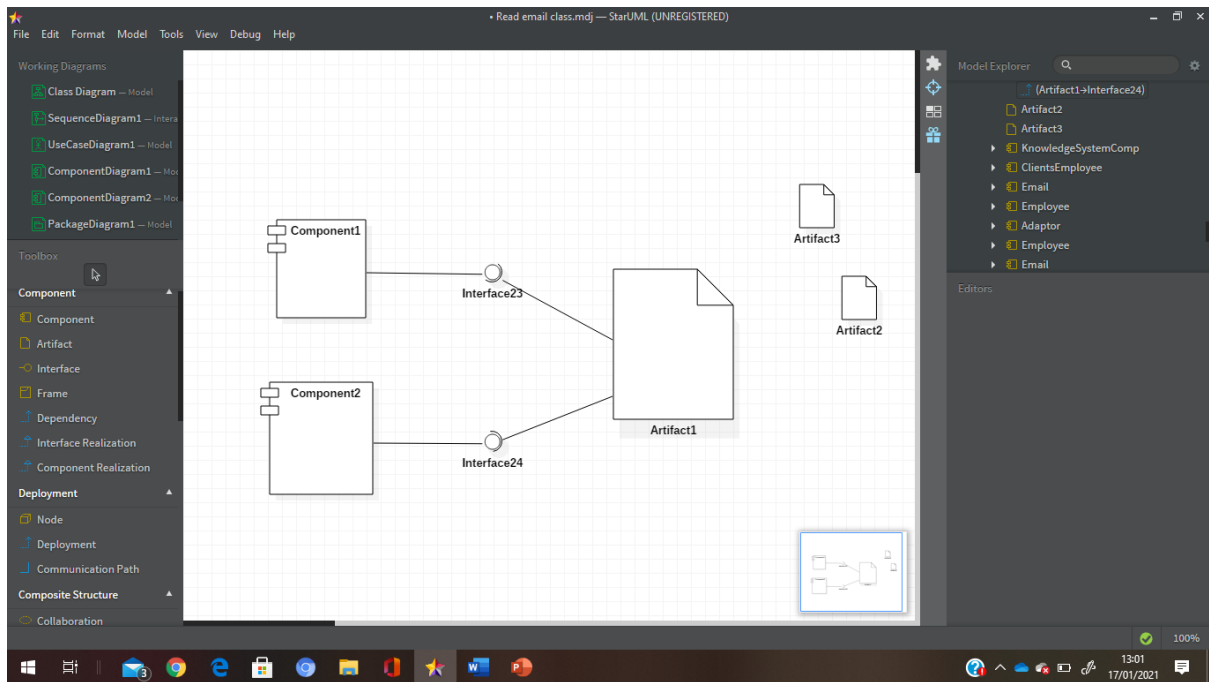 • Read email class.mdj — StarUML (UNREGISTERED)
File Edit Format Model Tools View Debug Help
Working Diagrams
Class Diagram — Model
SequenceDiagram1 — Intera
UseCaseDiagram1 — Model
ComponentDiagram1 — Mo
ComponentDiagram2 — Mo
PackageDiagram1 — Model
Toolbox
Component
Component
Artifact
Interface
Frame
Dependency
Interface Realization
Component Realization
Deployment
Node
Deployment
Communication Path
Composite Structure
Collaboration
Component1
Interface23
Component2
Interface24
Artifact1
Artifact3
Artifact2
Model Explorer
(Artifact1→Interface24)
Artifact2
Artifact3
KnowledgeSystemComp
ClientsEmployee
Email
Employee
Adaptor
Employee
Email
Editors
100%
3
W
P
13:01
17/01/2021